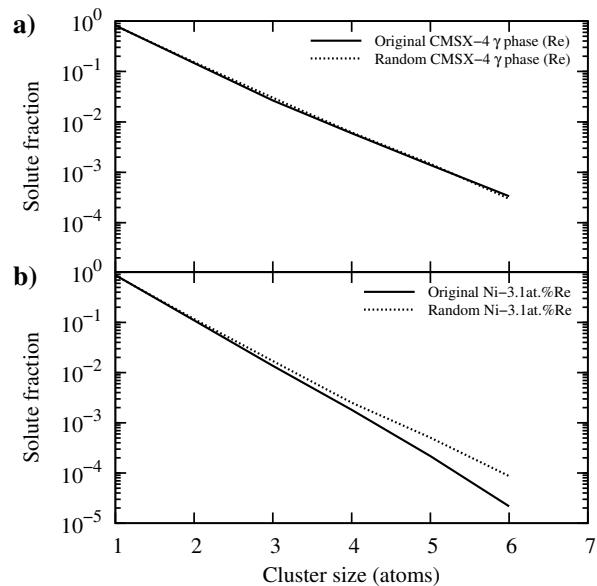 a)
10^0
10^-1
10^-2
10^-3
10^-4
Solute fraction
Original CMSX−4 γ phase (Re)
Random CMSX−4 γ phase (Re)
b)
10^0
10^-1
10^-2
10^-3
10^-4
10^-5
Solute fraction
Original Ni−3.1at.%Re
Random Ni−3.1at.%Re
1 2 3 4 5 6 7
Cluster size (atoms)